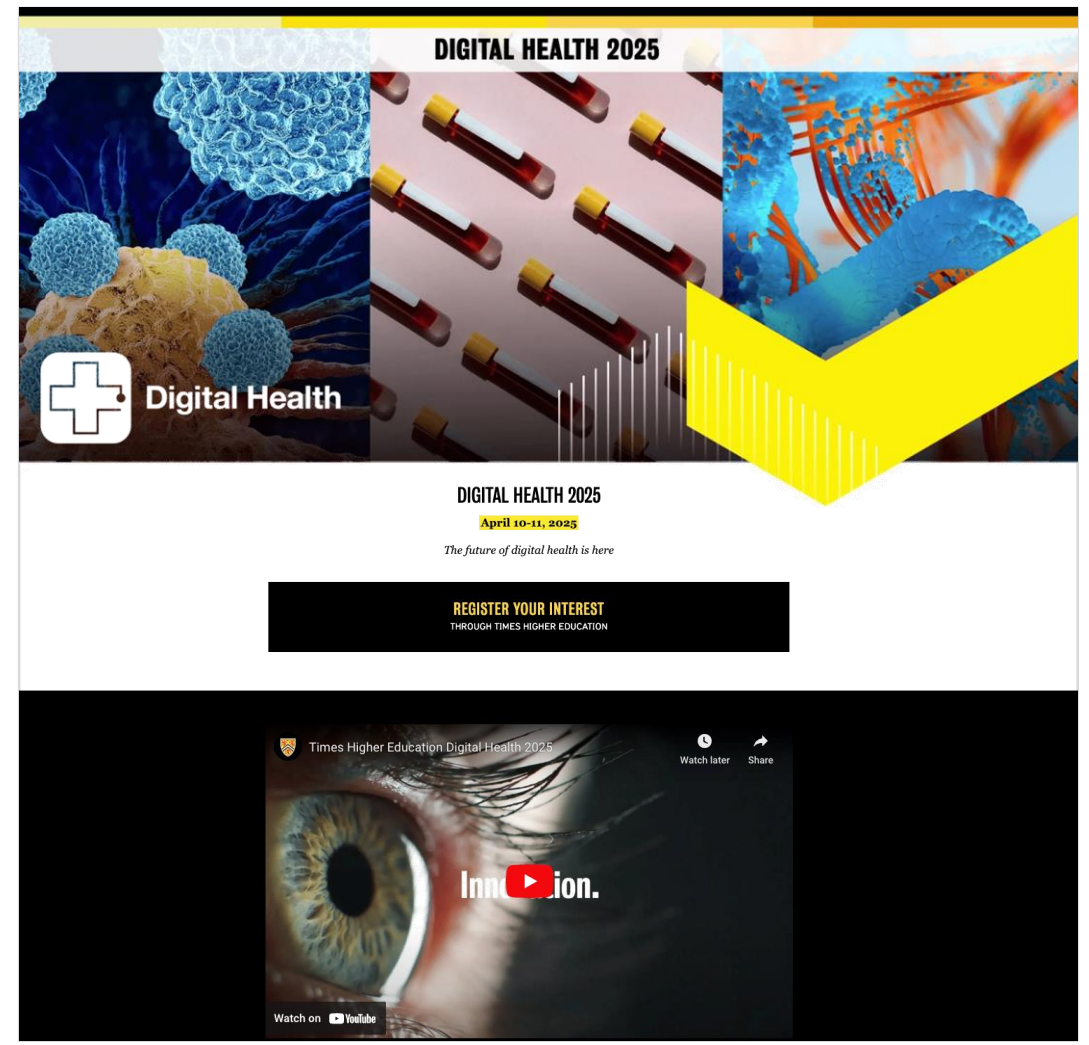 DIGITAL HEALTH 2025
Digital Health
DIGITAL HEALTH 2025
April 10-11, 2025
The future of digital health is here
REGISTER YOUR INTEREST
THROUGH TIMES HIGHER EDUCATION
Times Higher Education Digital Health 2025
Watch later
Share
Watch on YouTube